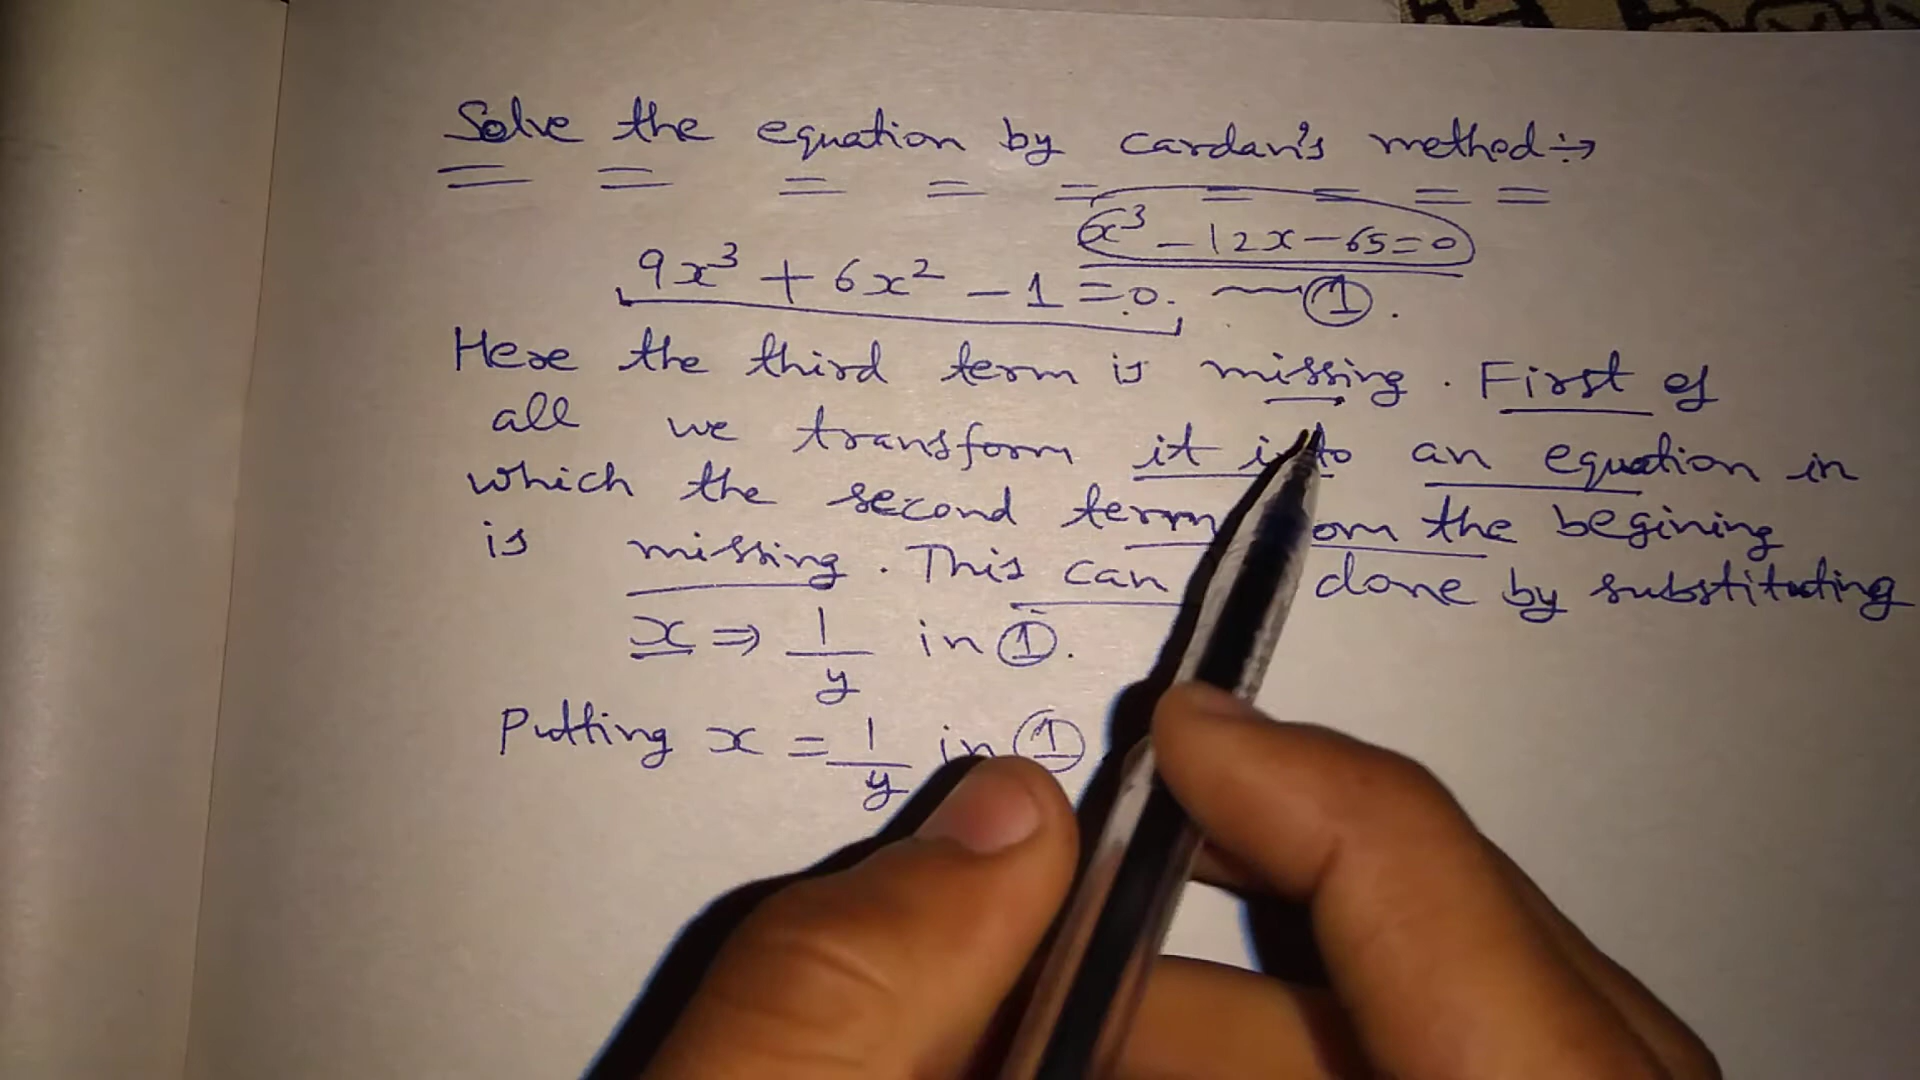 Solve the equation by cardan's method:→
x³ - 12x - 65 = 0
9x³ + 6x² - 1 = 0. — ①.
Here the third term is missing. First of
all we transform it into an equation in
which the second term from the begining
is missing. This can done by substituting
x ⇒ 1/y in ①.
Putting x = 1/y in ①